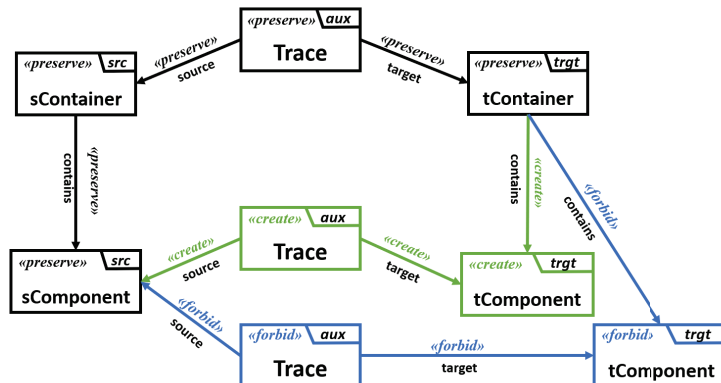 «preserve» aux
Trace
«preserve»
source
«preserve»
target
«preserve» src
sContainer
«preserve» trgt
tContainer
contains
«preserve»
contains
«create»
«forbid»
contains
«create» aux
Trace
«create»
source
«create»
target
«preserve» src
sComponent
«create» trgt
tComponent
«forbid»
source
«forbid» aux
Trace
«forbid»
target
«forbid» trgt
tComponent